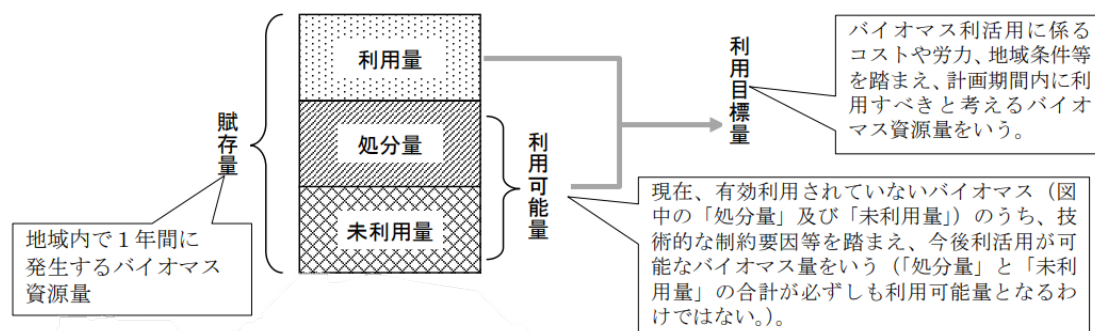 賦存量
地域内で１年間に
発生するバイオマス
資源量
利用量
処分量
未利用量
利用可能量
利用目標量
バイオマス利活用に係る
コストや労力、地域条件等
を踏まえ、計画期間内に利
用すべきと考えるバイオ
マス資源量をいう。
現在、有効利用されていないバイオマス（図
中の「処分量」及び「未利用量」）のうち、技
術的な制約要因等を踏まえ、今後利活用が可
能なバイオマス量をいう（「処分量」と「未利
用量」の合計が必ずしも利用可能量となるわ
けではない。）。